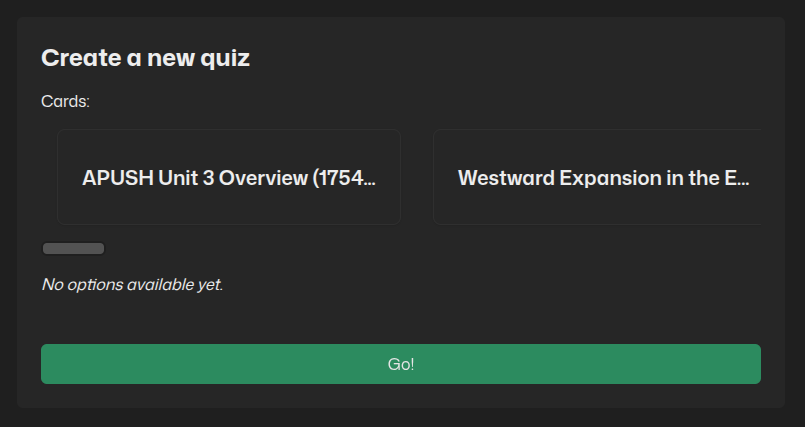 Create a new quiz
Cards:
APUSH Unit 3 Overview (1754...
Westward Expansion in the E...
No options available yet.
Go!